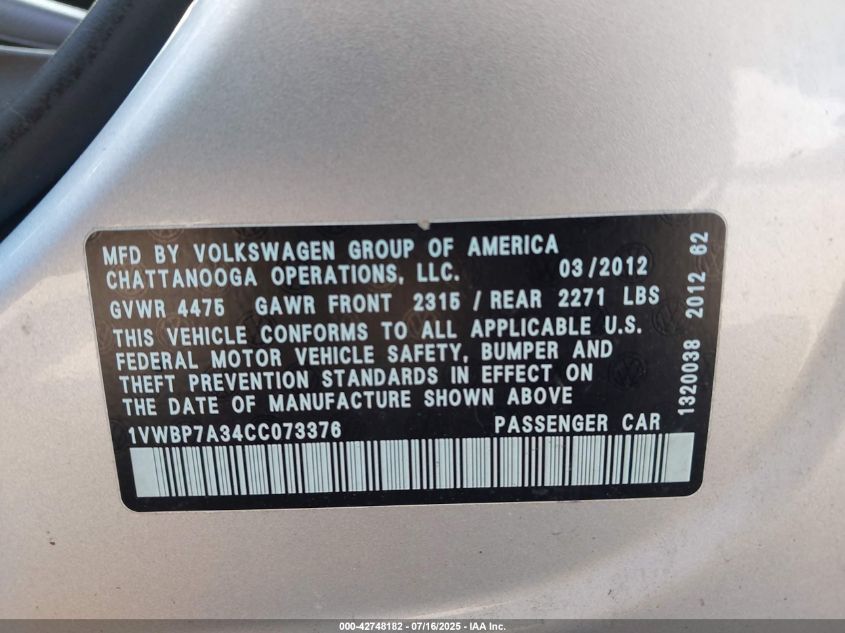 MFD BY VOLKSWAGEN GROUP OF AMERICA
CHATTANOOGA OPERATIONS, LLC. 03/2012
GVWR 4475 GAWR FRONT 2315 / REAR 2271 LBS
THIS VEHICLE CONFORMS TO ALL APPLICABLE U.S.
FEDERAL MOTOR VEHICLE SAFETY, BUMPER AND
THEFT PREVENTION STANDARDS IN EFFECT ON
THE DATE OF MANUFACTURE SHOWN ABOVE
1VWBP7A34CC073376 PASSENGER CAR
1320038 2012 62
000-42748182 - 07/16/2025 - IAA Inc.